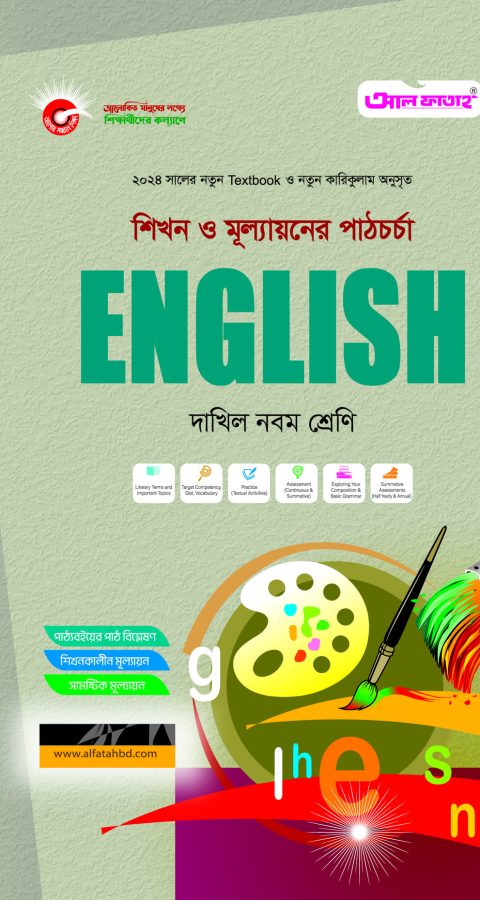 আলোকিত মানুষের লক্ষ্যে
শিক্ষার্থীদের কল্যাণে
আল ফাতাহ®
২০২৪ সালের নতুন Textbook ও নতুন কারিকুলাম অনুসৃত
শিখন ও মূল্যায়নের পাঠচর্চা
ENGLISH
দাখিল নবম শ্রেণি
Literary Terms and
Important Topics
Target Competency,
Gist, Vocabulary
Practice
(Textual Activities)
Assessment
(Continuous &
Summative)
Exploring Your
Composition &
Basic Grammar
Summative
Assessments
(Half Yearly & Annual)
পাঠ্যবইয়ের পাঠ বিশ্লেষণ
শিখনকালীন মূল্যায়ন
সামষ্টিক মূল্যায়ন
www.alfatahbd.com
g
l h e s
n